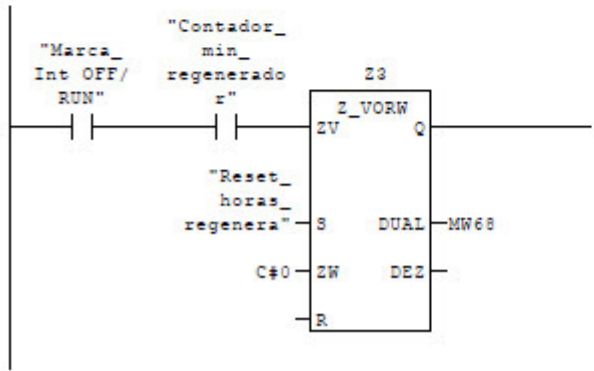 "Contador_
min_
regenerado
r"
"Marca_
Int OFF/
RUN"
Z3
Z_VORW
ZV Q
"Reset_
horas_
regenera" S DUAL MW68
C#0 ZW DEZ
R